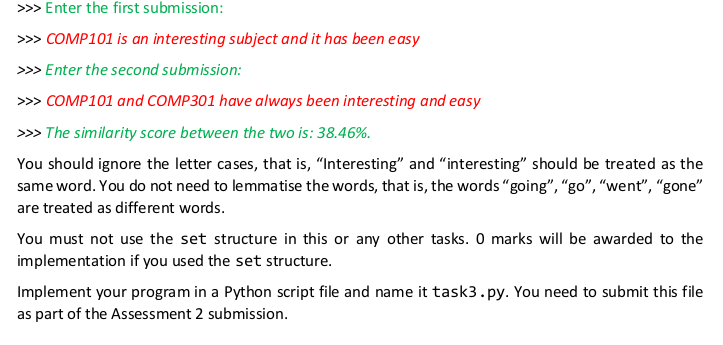 >>> Enter the first submission:
>>> COMP101 is an interesting subject and it has been easy
>>> Enter the second submission:
>>> COMP101 and COMP301 have always been interesting and easy
>>> The similarity score between the two is: 38.46%.
You should ignore the letter cases, that is, “Interesting” and “interesting” should be treated as the
same word. You do not need to lemmatise the words, that is, the words “going”, “go”, “went”, “gone”
are treated as different words.
You must not use the set structure in this or any other tasks. 0 marks will be awarded to the
implementation if you used the set structure.
Implement your program in a Python script file and name it task3.py. You need to submit this file
as part of the Assessment 2 submission.